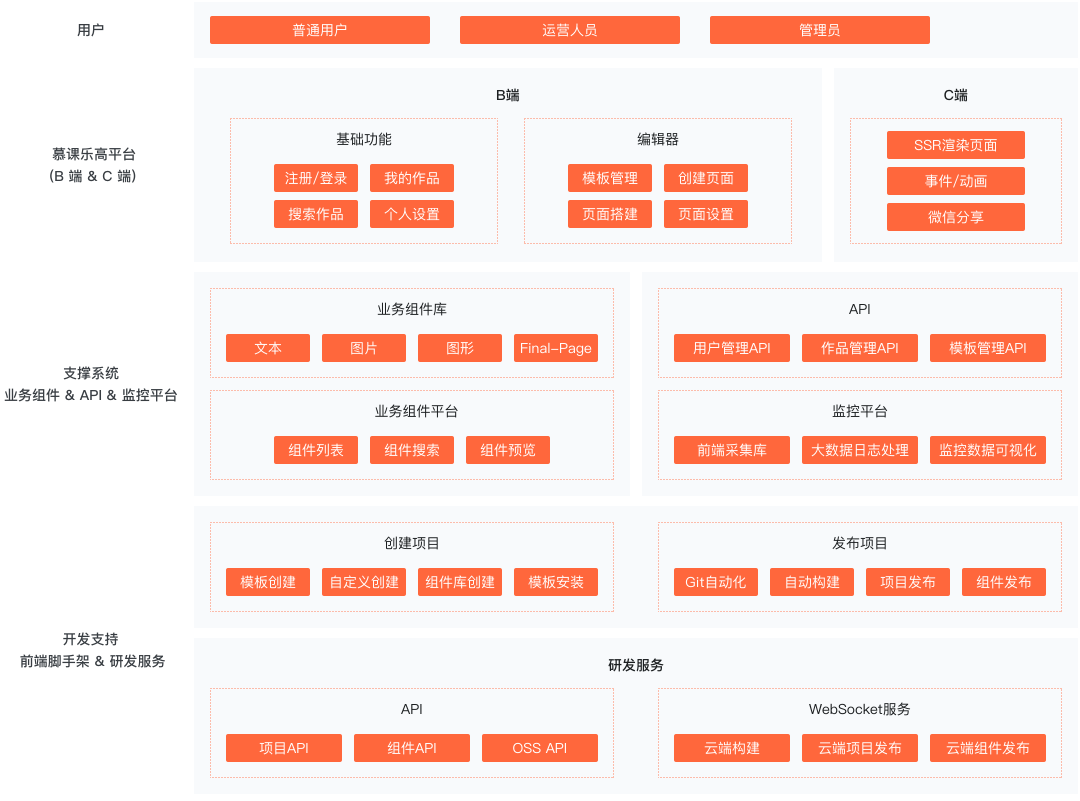 用户
普通用户
运营人员
管理员
慕课乐高平台
(B 端 & C 端)
B端
基础功能
注册/登录
我的作品
搜索作品
个人设置
编辑器
模板管理
创建页面
页面搭建
页面设置
C端
SSR渲染页面
事件/动画
微信分享
支撑系统
业务组件 & API & 监控平台
业务组件库
文本
图片
图形
Final-Page
API
用户管理API
作品管理API
模板管理API
业务组件平台
组件列表
组件搜索
组件预览
监控平台
前端采集库
大数据日志处理
监控数据可视化
开发支持
前端脚手架 & 研发服务
创建项目
模板创建
自定义创建
组件库创建
模板安装
发布项目
Git自动化
自动构建
项目发布
组件发布
研发服务
API
项目API
组件API
OSS API
WebSocket服务
云端构建
云端项目发布
云端组件发布